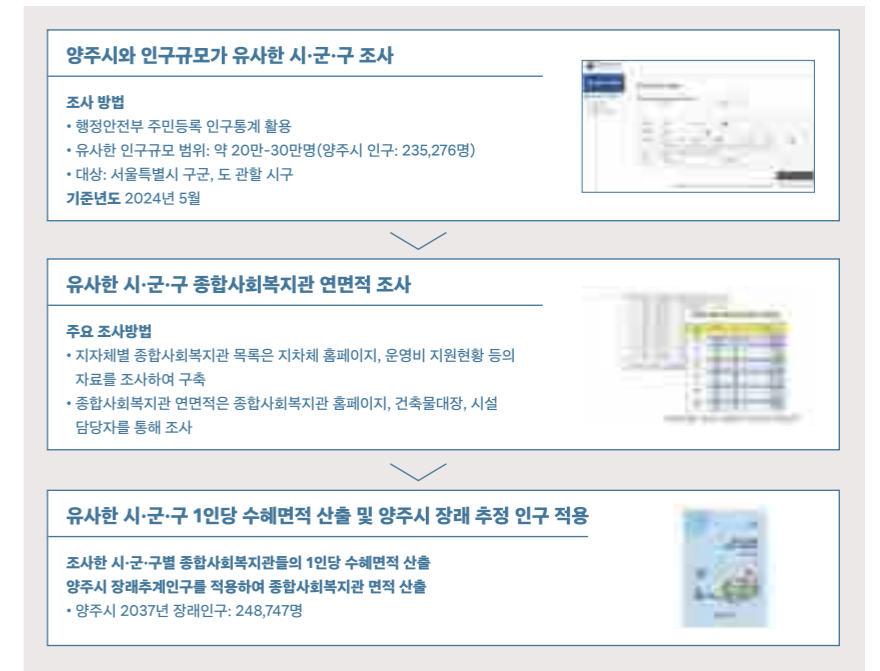 양주시와 인구규모가 유사한 시·군·구 조사
조사 방법
• 행정안전부 주민등록 인구통계 활용
• 유사한 인구규모 범위: 약 20만-30만명(양주시 인구: 235,276명)
• 대상: 서울특별시 구군, 도 관할 시구
기준년도 2024년 5월
유사한 시·군·구 종합사회복지관 연면적 조사
주요 조사방법
• 지자체별 종합사회복지관 목록은 지차체 홈페이지, 운영비 지원현황 등의
자료를 조사하여 구축
• 종합사회복지관 연면적은 종합사회복지관 홈페이지, 건축물대장, 시설
담당자를 통해 조사
유사한 시·군·구 1인당 수혜면적 산출 및 양주시 장래 추정 인구 적용
조사한 시·군·구별 종합사회복지관들의 1인당 수혜면적 산출
양주시 장래추계인구를 적용하여 종합사회복지관 면적 산출
• 양주시 2037년 장래인구: 248,747명